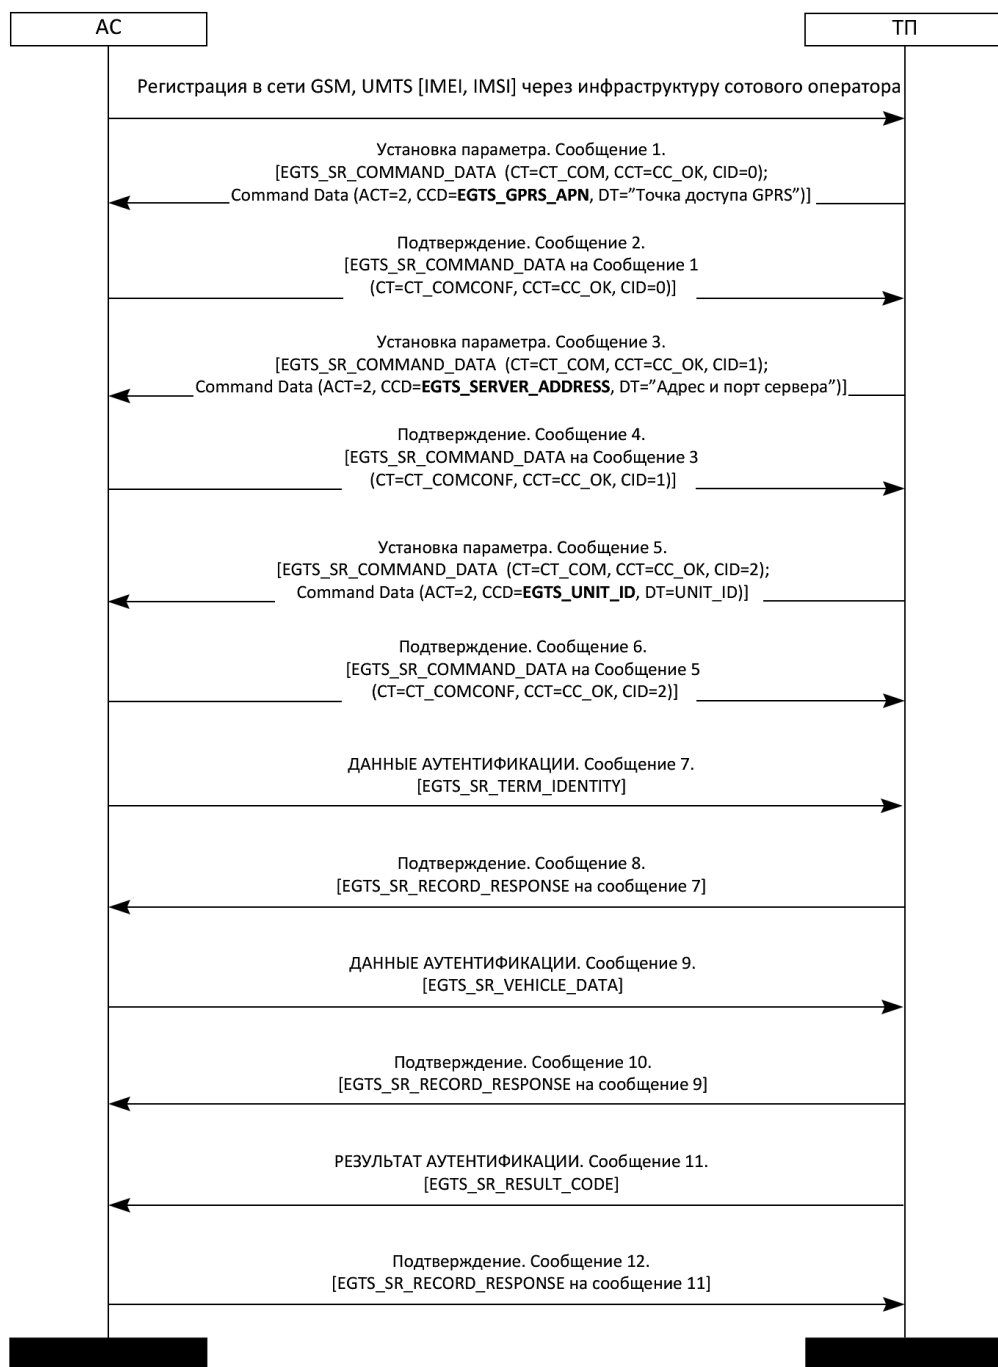 АС
ТП
Регистрация в сети GSM, UMTS [IMEI, IMSI] через инфраструктуру сотового оператора
Установка параметра. Сообщение 1.
[EGTS_SR_COMMAND_DATA (CT=CT_COM, CCT=CC_OK, CID=0);
Command Data (ACT=2, CCD=EGTS_GPRS_APN, DT=”Точка доступа GPRS”)]
Подтверждение. Сообщение 2.
[EGTS_SR_COMMAND_DATA на Сообщение 1
(CT=CT_COMCONF, CCT=CC_OK, CID=0)]
Установка параметра. Сообщение 3.
[EGTS_SR_COMMAND_DATA (CT=CT_COM, CCT=CC_OK, CID=1);
Command Data (ACT=2, CCD=EGTS_SERVER_ADDRESS, DT=”Адрес и порт сервера”)]
Подтверждение. Сообщение 4.
[EGTS_SR_COMMAND_DATA на Сообщение 3
(CT=CT_COMCONF, CCT=CC_OK, CID=1)]
Установка параметра. Сообщение 5.
[EGTS_SR_COMMAND_DATA (CT=CT_COM, CCT=CC_OK, CID=2);
Command Data (ACT=2, CCD=EGTS_UNIT_ID, DT=UNIT_ID)]
Подтверждение. Сообщение 6.
[EGTS_SR_COMMAND_DATA на Сообщение 5
(CT=CT_COMCONF, CCT=CC_OK, CID=2)]
ДАННЫЕ АУТЕНТИФИКАЦИИ. Сообщение 7.
[EGTS_SR_TERM_IDENTITY]
Подтверждение. Сообщение 8.
[EGTS_SR_RECORD_RESPONSE на сообщение 7]
ДАННЫЕ АУТЕНТИФИКАЦИИ. Сообщение 9.
[EGTS_SR_VEHICLE_DATA]
Подтверждение. Сообщение 10.
[EGTS_SR_RECORD_RESPONSE на сообщение 9]
РЕЗУЛЬТАТ АУТЕНТИФИКАЦИИ. Сообщение 11.
[EGTS_SR_RESULT_CODE]
Подтверждение. Сообщение 12.
[EGTS_SR_RECORD_RESPONSE на сообщение 11]